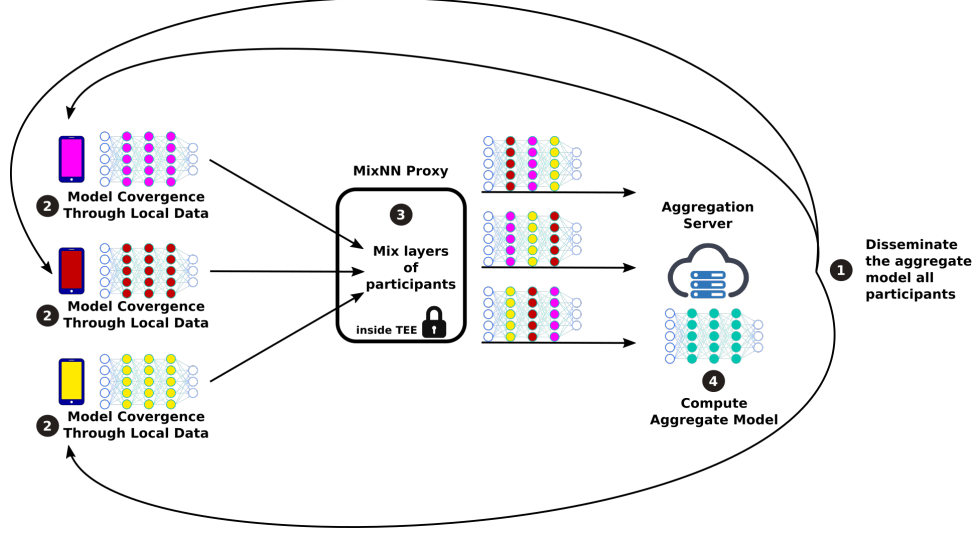 2
Model Covergence
Through Local Data
2
Model Covergence
Through Local Data
2
Model Covergence
Through Local Data
MixNN Proxy
3
Mix layers
of
participants
inside TEE
Aggregation
Server
4
Compute
Aggregate Model
1
Disseminate
the aggregate
model all
participants